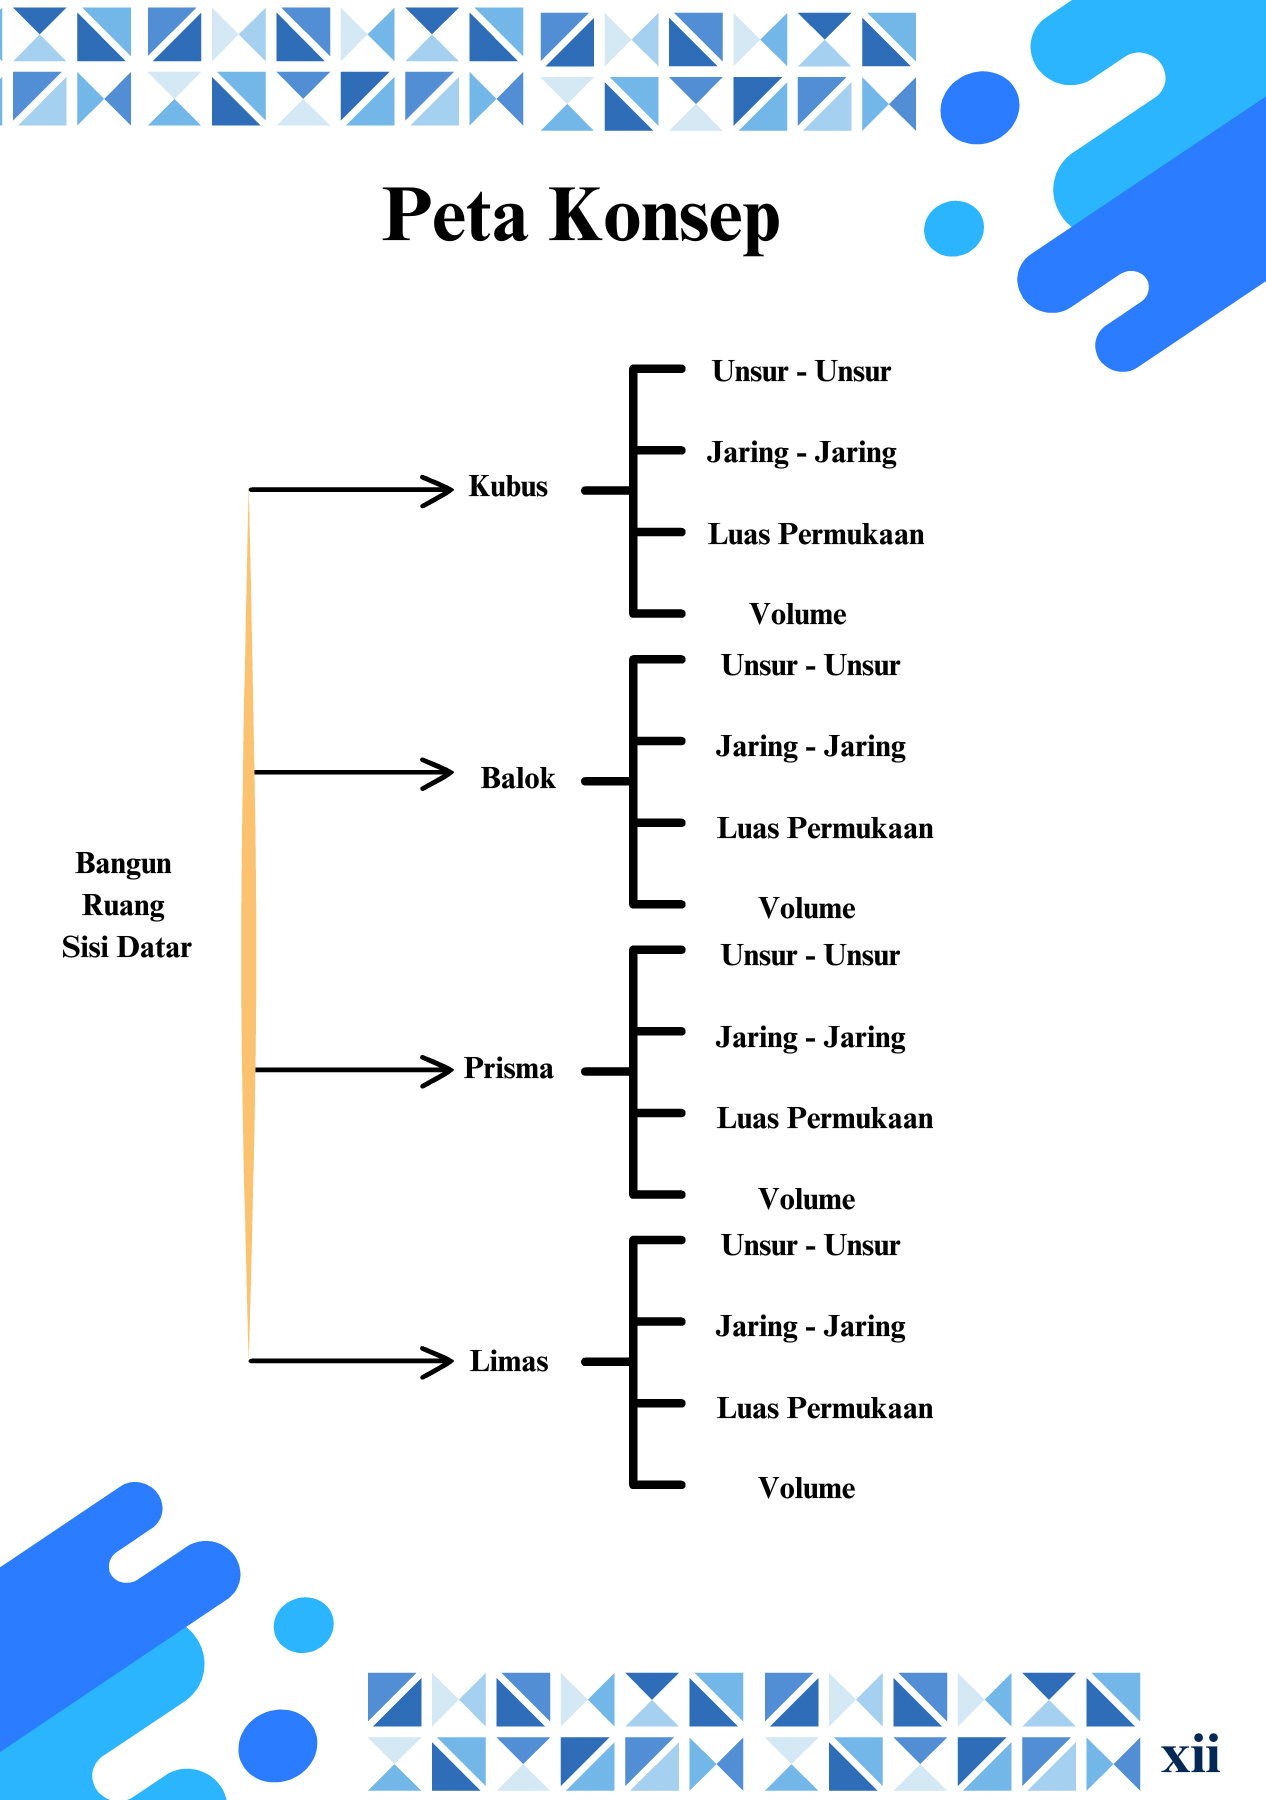 Peta Konsep
Bangun
Ruang
Sisi Datar
Kubus
Unsur - Unsur
Jaring - Jaring
Luas Permukaan
Volume
Balok
Unsur - Unsur
Jaring - Jaring
Luas Permukaan
Volume
Prisma
Unsur - Unsur
Jaring - Jaring
Luas Permukaan
Volume
Limas
Unsur - Unsur
Jaring - Jaring
Luas Permukaan
Volume
xii